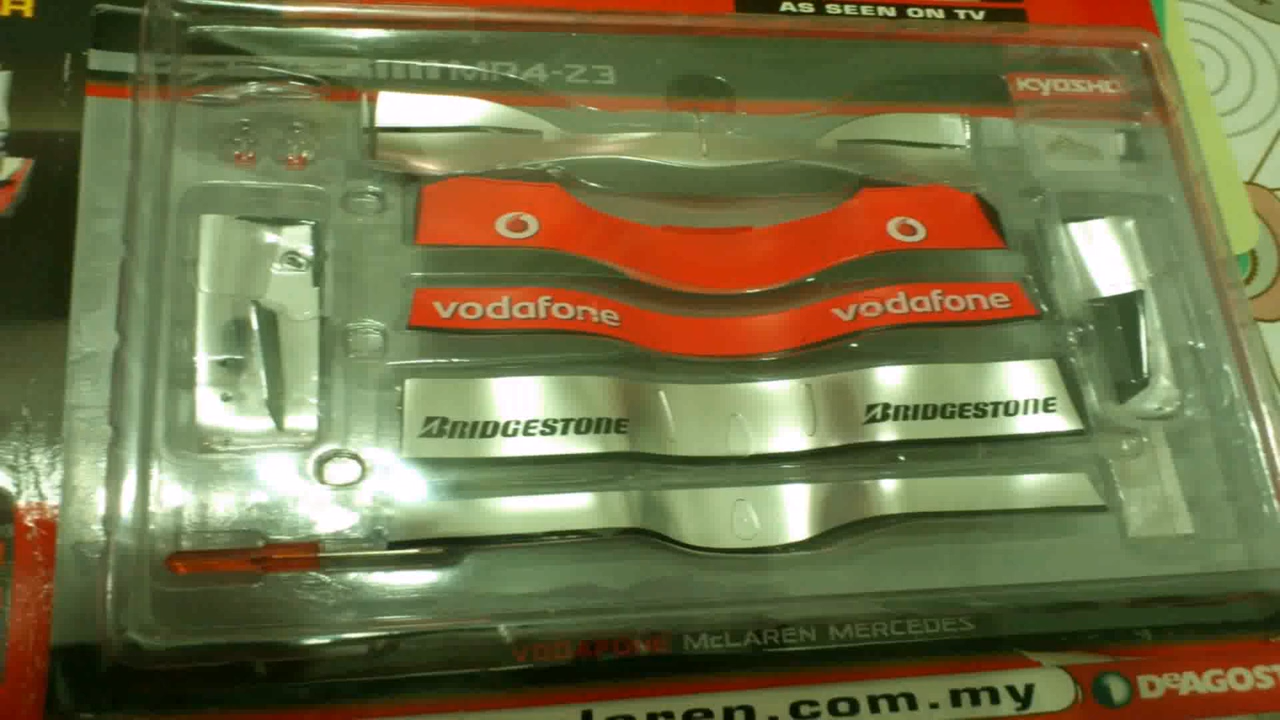 AS SEEN ON TV
MP4-23
KYOSHO
vodafone vodafone
BRIDGESTONE BRIDGESTONE
VODAFONE McLAREN MERCEDES
laren.com.my DeAGOST